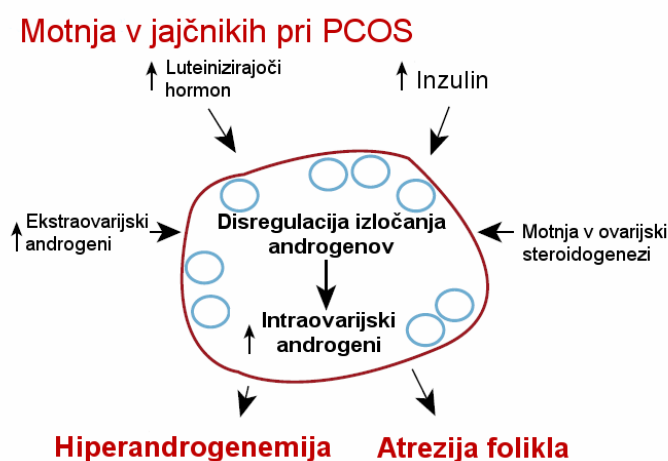 Motnja v jajčnikih pri PCOS
Luteinizirajoči
hormon
Inzulin
Ekstraovarijski
androgeni
Disregulacija izločanja
androgenov
Motnja v ovarijski
steroidogenezi
Intraovarijski
androgeni
Hiperandrogenemija
Atrezija folikla